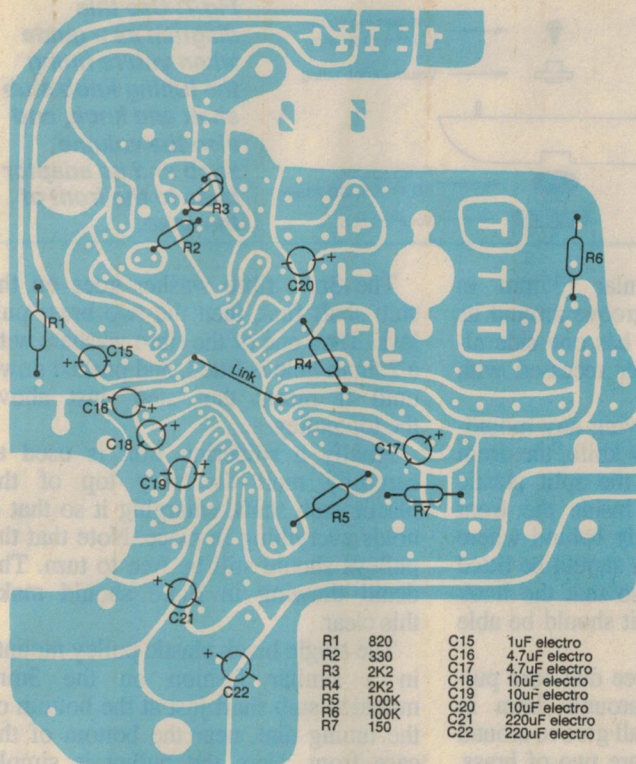 R3
R2
R6
C20
R1
C15
R4
Link
C16
C18
C17
C19
R5
R7
C21
C22
R1 820
R2 330
R3 2K2
R4 2K2
R5 100K
R6 100K
R7 150
C15 1uF electro
C16 4.7uF electro
C17 4.7uF electro
C18 10uF electro
C19 10uF electro
C20 10uF electro
C21 220uF electro
C22 220uF electro